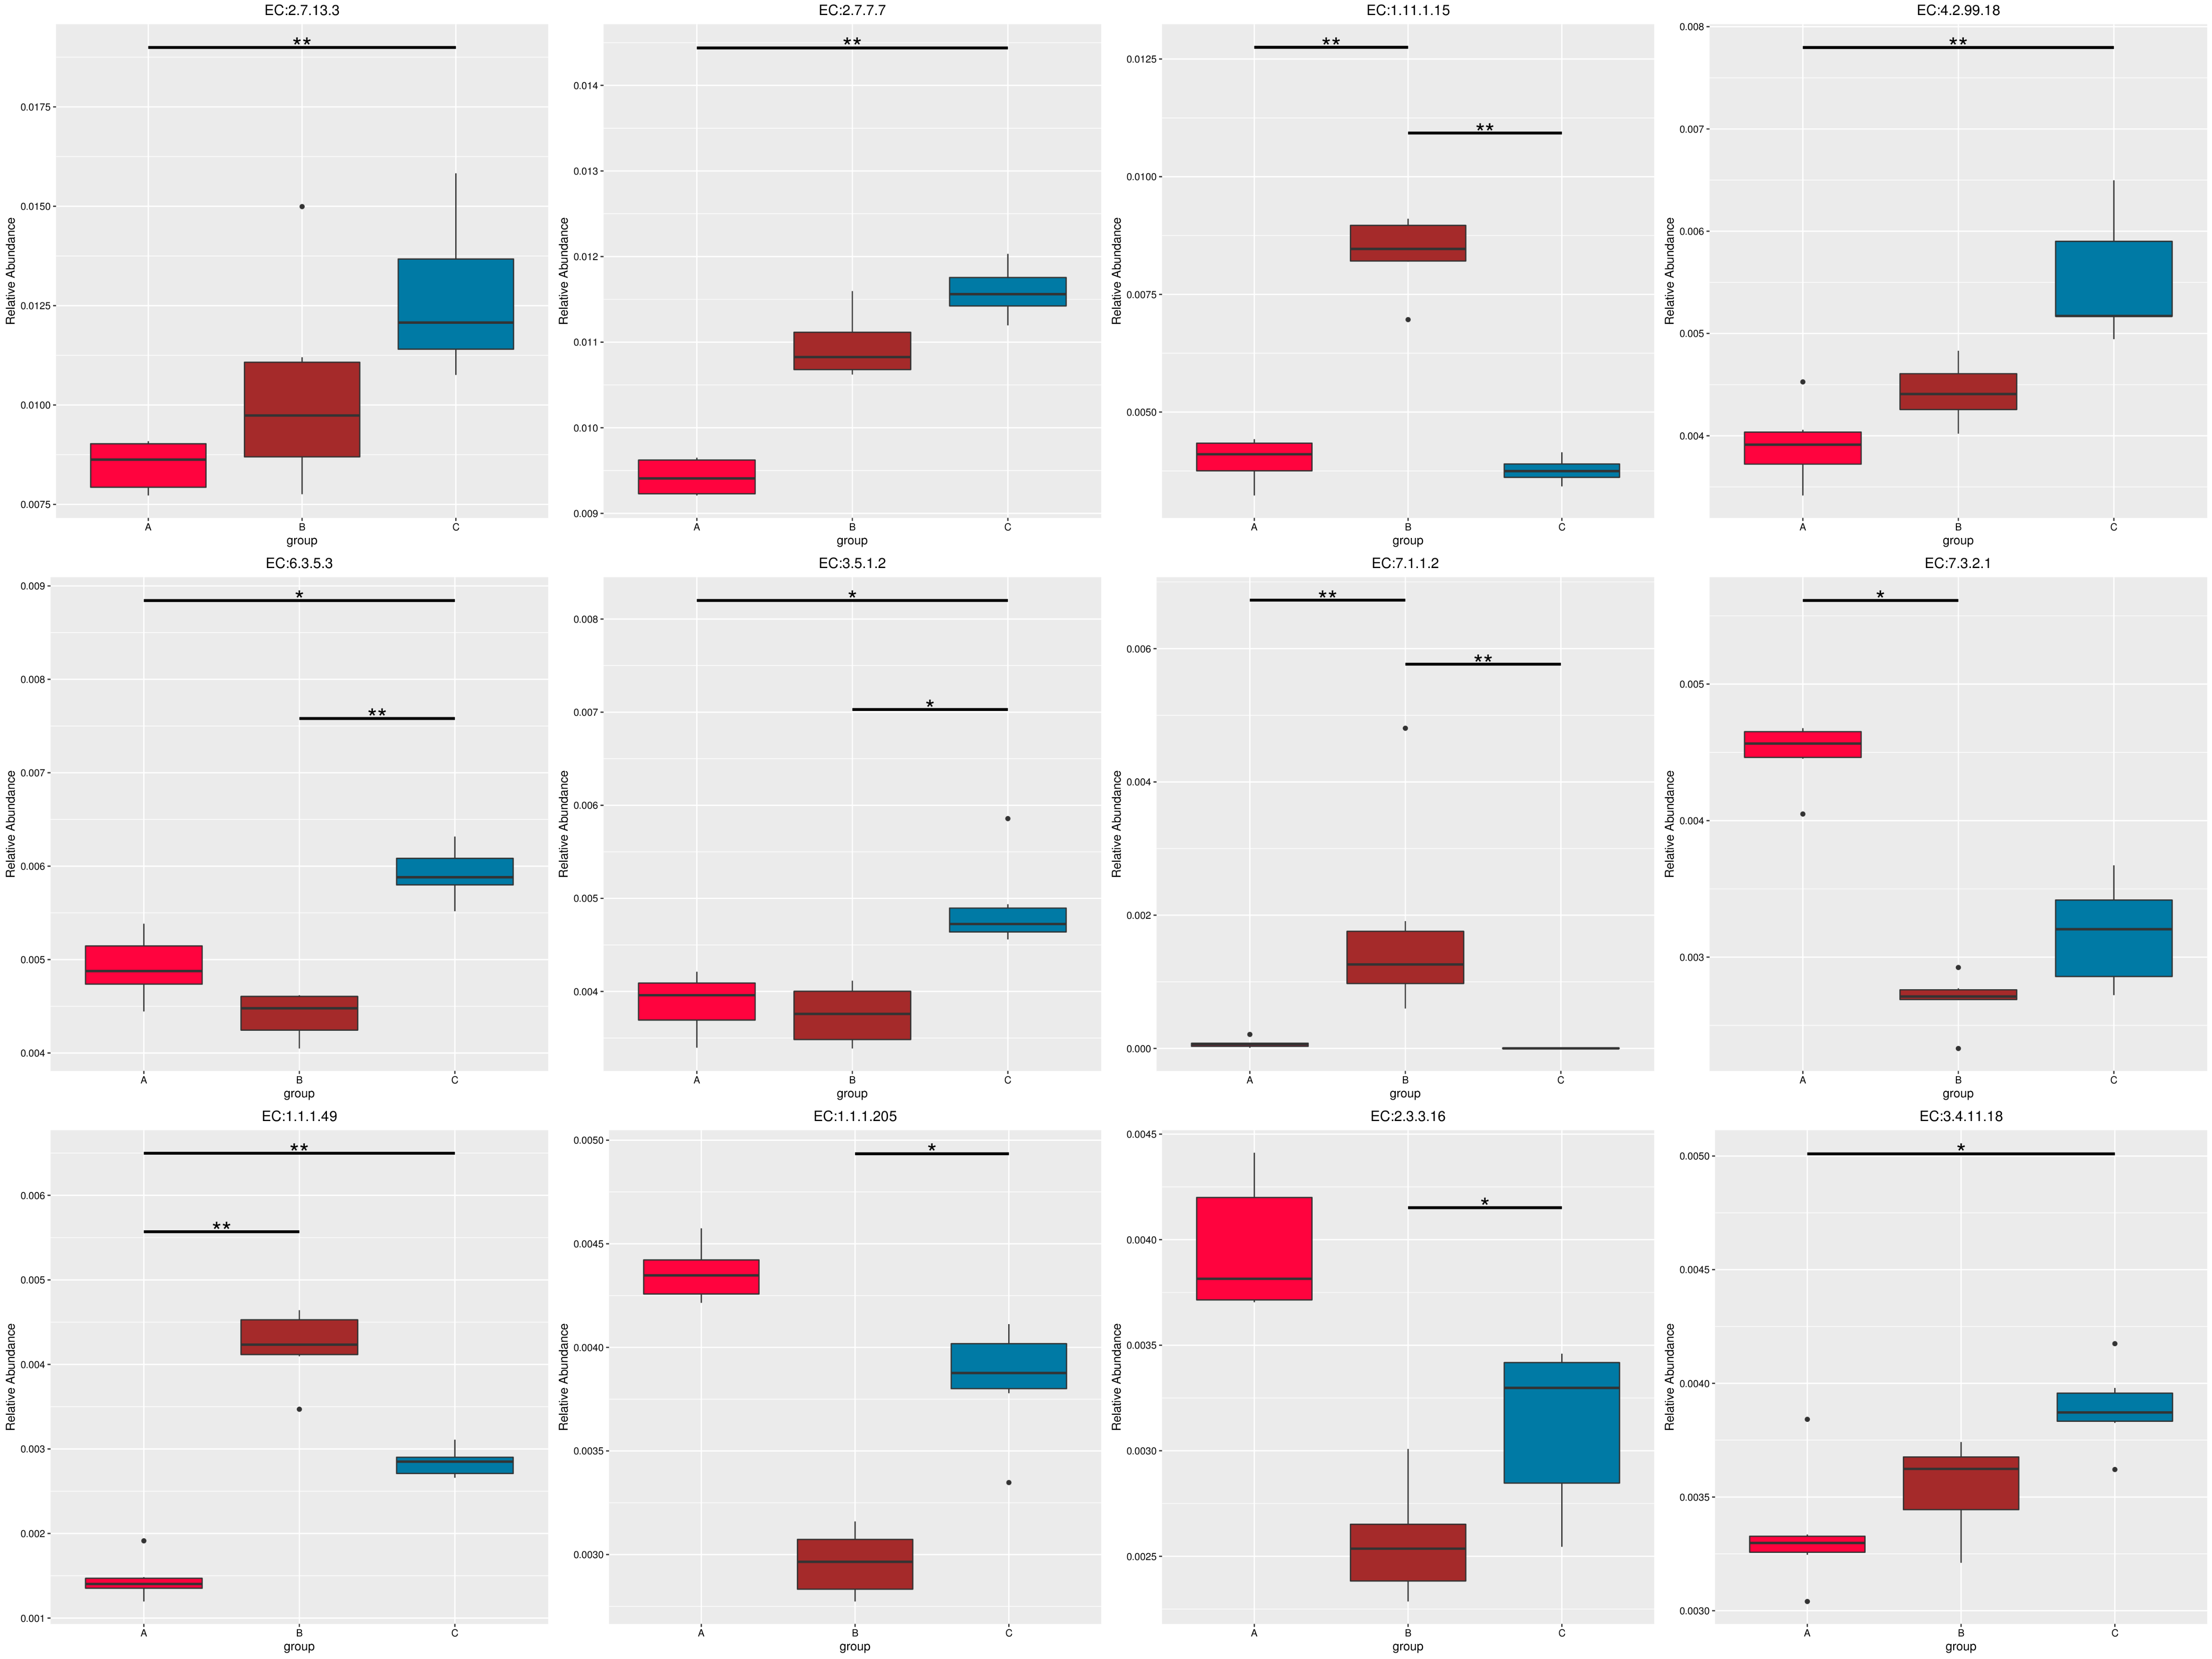 EC:2.7.13.3
**
0.0175
0.0150
0.0125
0.0100
0.0075
Relative Abundance
A B C
group
EC:2.7.7.7
**
0.014
0.013
0.012
0.011
0.010
0.009
Relative Abundance
A B C
group
EC:1.11.1.15
**
**
0.0125
0.0100
0.0075
0.0050
Relative Abundance
A B C
group
EC:4.2.99.18
**
0.008
0.007
0.006
0.005
0.004
Relative Abundance
A B C
group
EC:6.3.5.3
*
**
0.009
0.008
0.007
0.006
0.005
0.004
Relative Abundance
A B C
group
EC:3.5.1.2
*
*
0.008
0.007
0.006
0.005
0.004
Relative Abundance
A B C
group
EC:7.1.1.2
**
**
0.006
0.004
0.002
0.000
Relative Abundance
A B C
group
EC:7.3.2.1
*
0.005
0.004
0.003
Relative Abundance
A B C
group
EC:1.1.1.49
**
**
0.006
0.005
0.004
0.003
0.002
0.001
Relative Abundance
A B C
group
EC:1.1.1.205
*
0.0050
0.0045
0.0040
0.0035
0.0030
Relative Abundance
A B C
group
EC:2.3.3.16
*
0.0045
0.0040
0.0035
0.0030
0.0025
Relative Abundance
A B C
group
EC:3.4.11.18
*
0.0050
0.0045
0.0040
0.0035
0.0030
Relative Abundance
A B C
group